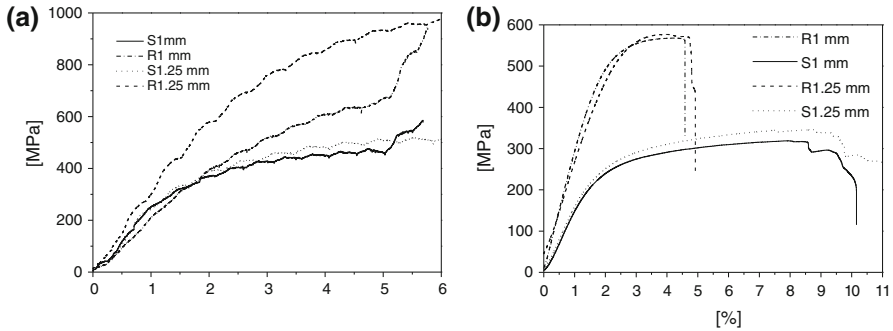 (a)
[MPa]
1000
800
600
400
200
0
S1mm
R1 mm
S1.25 mm
R1.25 mm
0 1 2 3 4 5 6
(b)
[MPa]
600
500
400
300
200
100
0
R1 mm
S1 mm
R1.25 mm
S1.25 mm
0 1 2 3 4 5 6 7 8 9 10 11
[%]